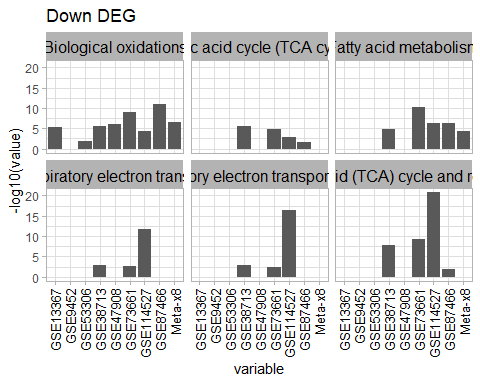 Down DEG
Biological oxidations
c acid cycle (TCA cy
atty acid metabolism
piratory electron trans
ory electron transpor
id (TCA) cycle and r
-log10(value)
20
15
10
5
0
20
15
10
5
0
GSE13367
GSE9452
GSE53306
GSE38713
GSE47908
GSE73661
GSE114527
GSE87466
Meta-x8
GSE13367
GSE9452
GSE53306
GSE38713
GSE47908
GSE73661
GSE114527
GSE87466
Meta-x8
GSE13367
GSE9452
GSE53306
GSE38713
GSE47908
GSE73661
GSE114527
GSE87466
Meta-x8
variable